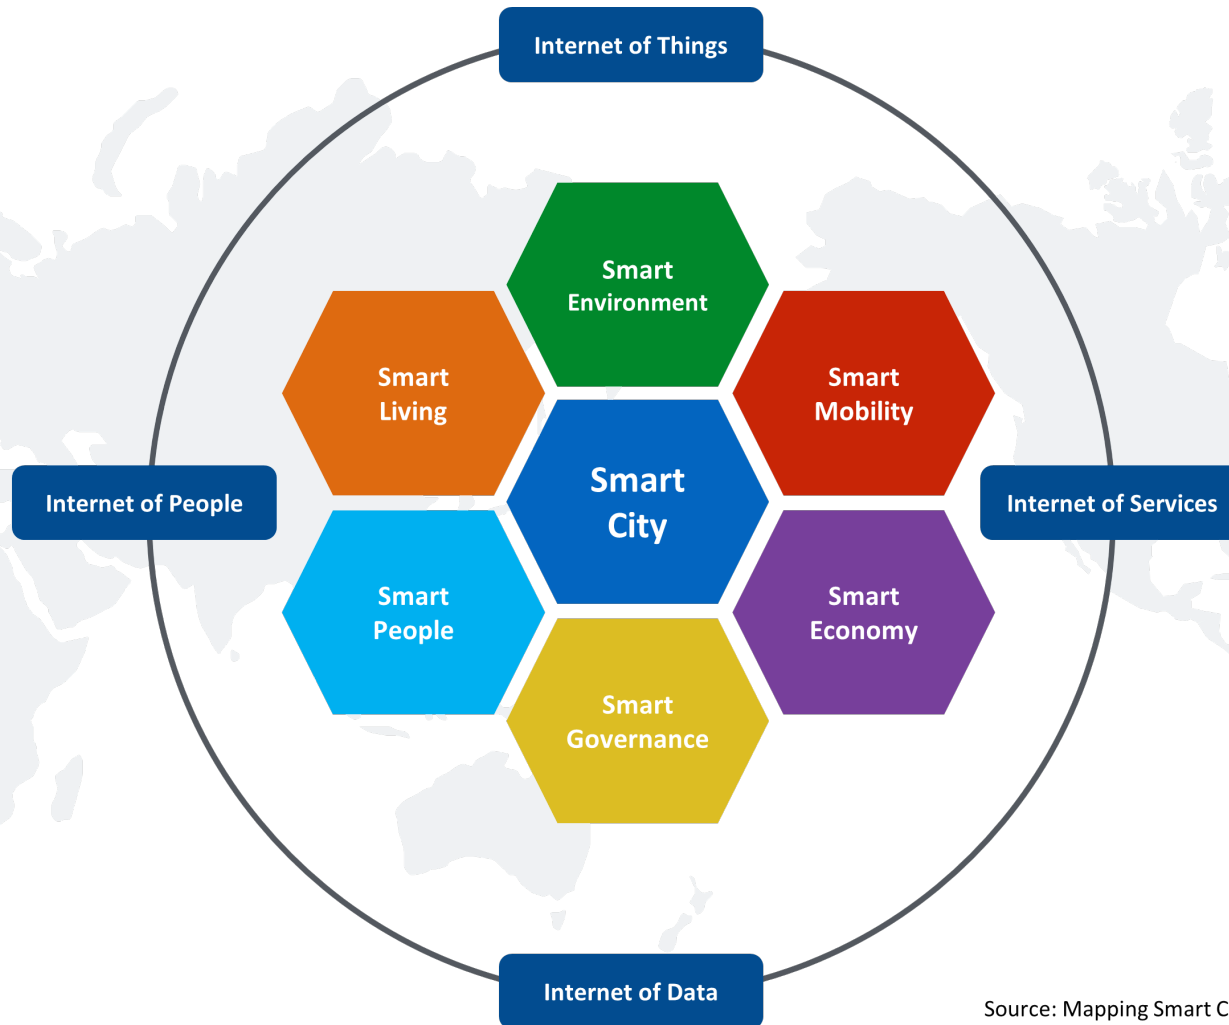 Internet of Things
Smart
Environment
Smart
Living
Smart
Mobility
Smart
City
Internet of People
Internet of Services
Smart
People
Smart
Economy
Smart
Governance
Internet of Data
Source: Mapping Smart